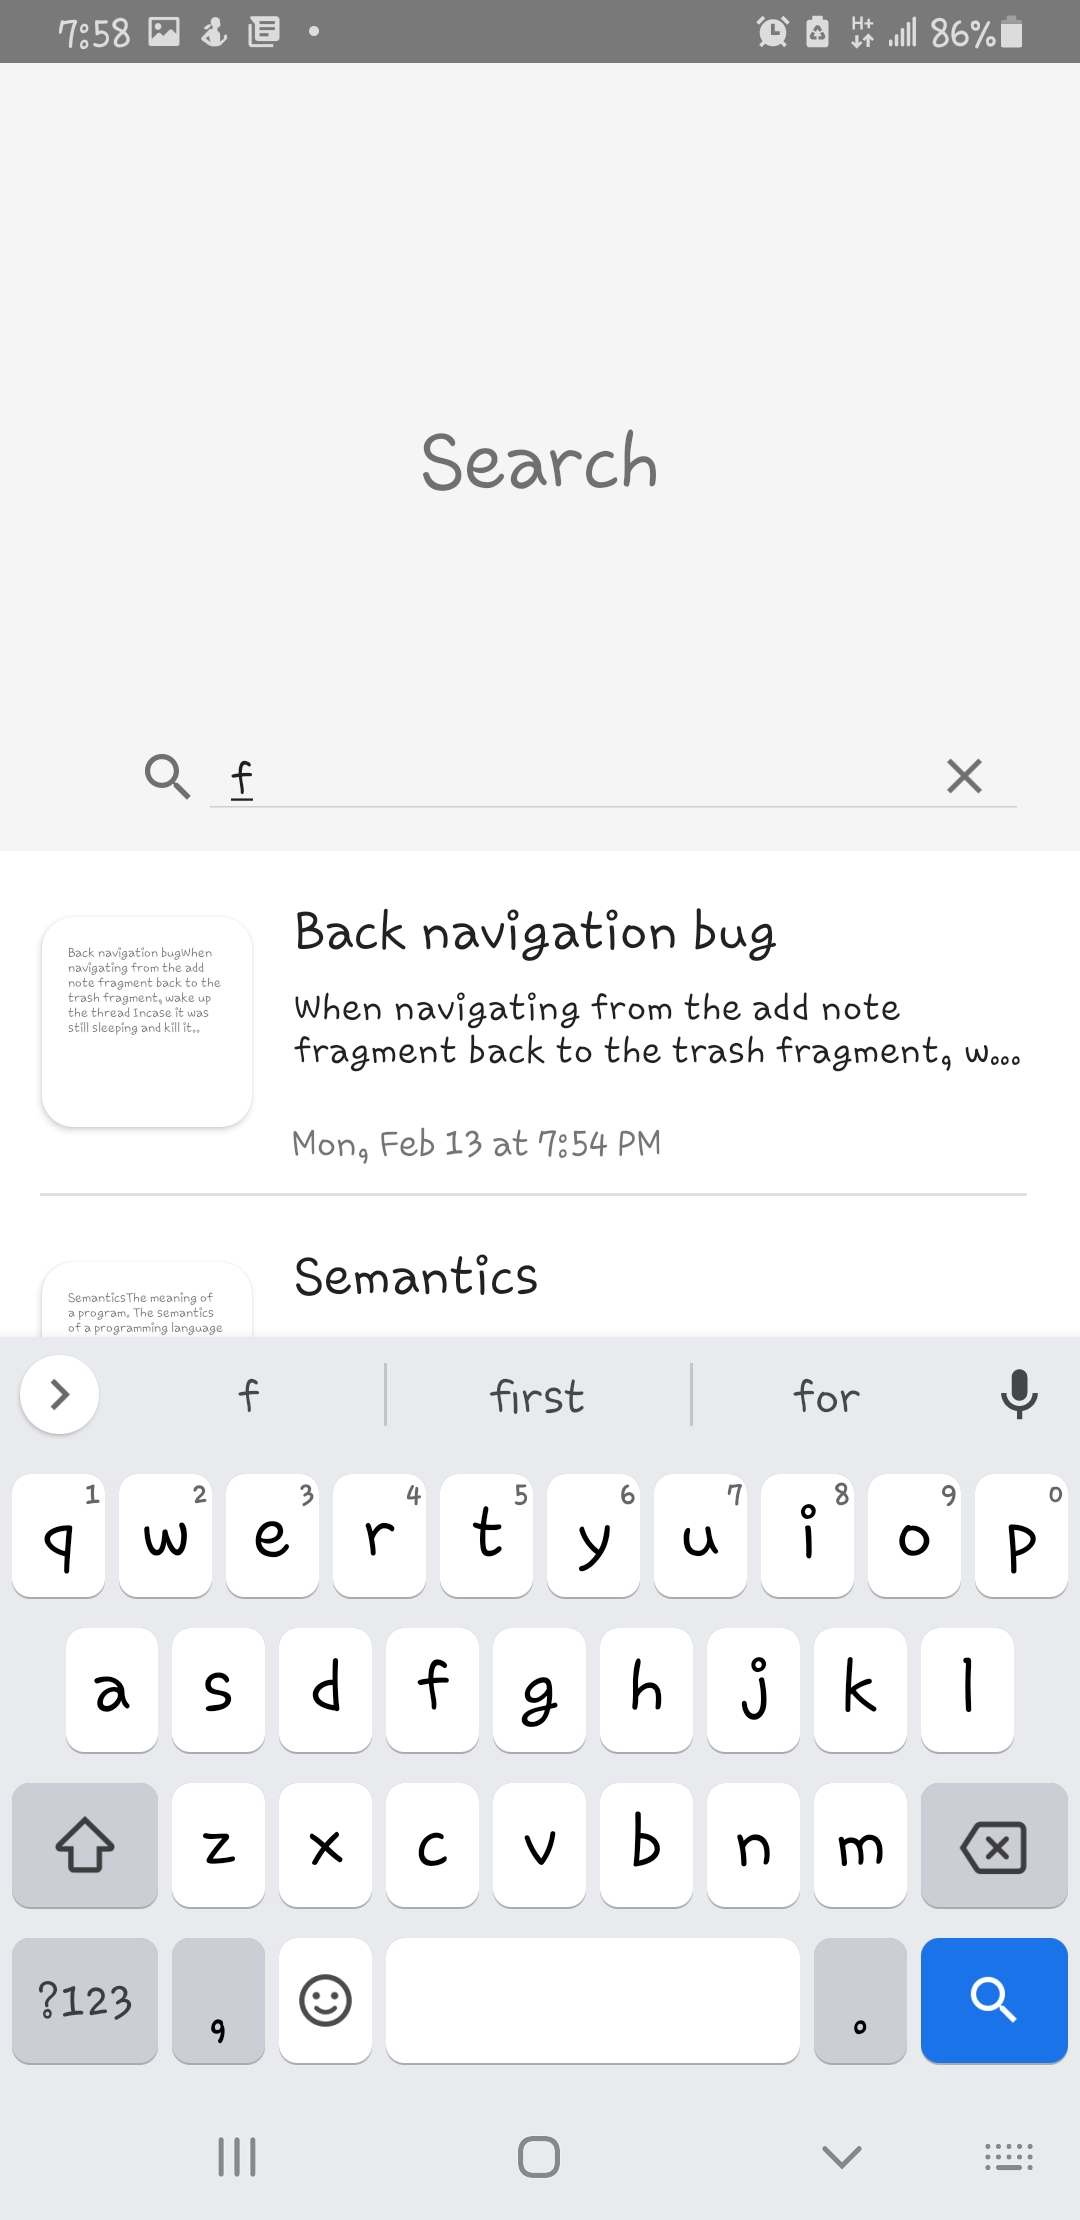 7:58 H+ 86%
Search
f
Back navigation bug
When navigating from the add note
fragment back to the trash fragment, w...
Mon, Feb 13 at 7:54 PM
Back navigation bugWhen
navigating from the add
note fragment back to the
trash fragment, wake up
the thread Incase it was
still sleeping and kill it..
Semantics
SemanticsThe meaning of
a program. The semantics
of a programming language
f first for
1 2 3 4 5 6 7 8 9 0
q w e r t y u i o p
a s d f g h j k l
z x c v b n m
?123 , .